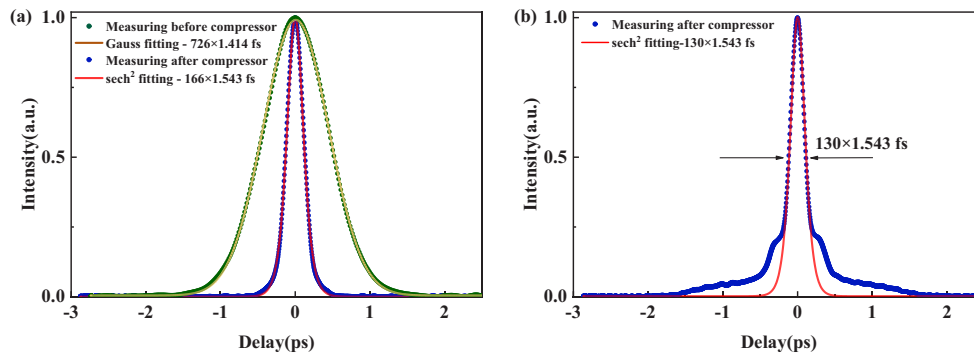 (a)
Measuring before compressor
Gauss fitting - 726×1.414 fs
Measuring after compressor
sech² fitting - 166×1.543 fs
Intensity(a.u.)
1.0
0.5
0.0
-3 -2 -1 0 1 2
Delay(ps)
(b)
Measuring after compressor
sech² fitting-130×1.543 fs
130×1.543 fs
Intensity(a.u.)
1.0
0.5
0.0
-3 -2 -1 0 1 2
Delay(ps)